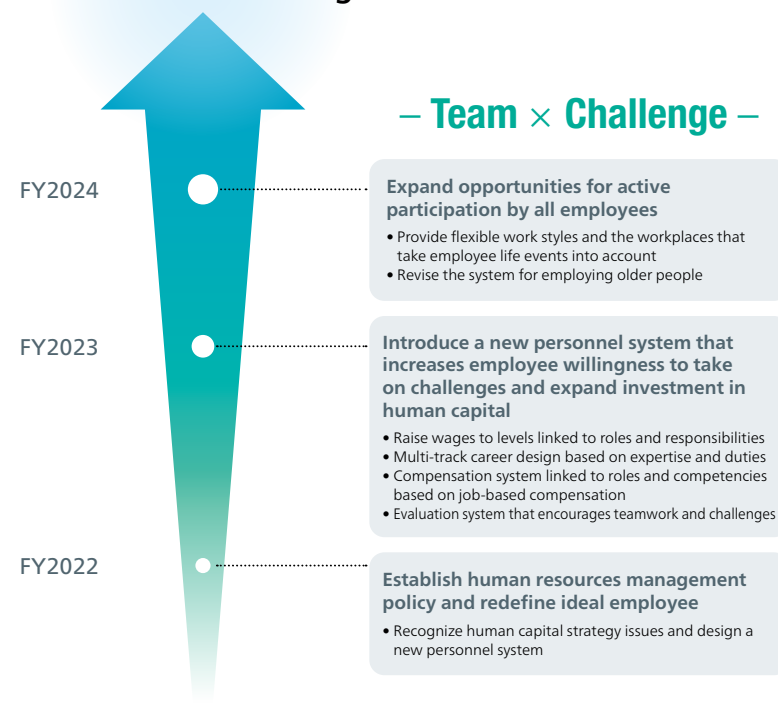 – Team × Challenge –
FY2024
Expand opportunities for active
participation by all employees
• Provide flexible work styles and the workplaces that
take employee life events into account
• Revise the system for employing older people
FY2023
Introduce a new personnel system that
increases employee willingness to take
on challenges and expand investment in
human capital
• Raise wages to levels linked to roles and responsibilities
• Multi-track career design based on expertise and duties
• Compensation system linked to roles and competencies
based on job-based compensation
• Evaluation system that encourages teamwork and challenges
FY2022
Establish human resources management
policy and redefine ideal employee
• Recognize human capital strategy issues and design a
new personnel system